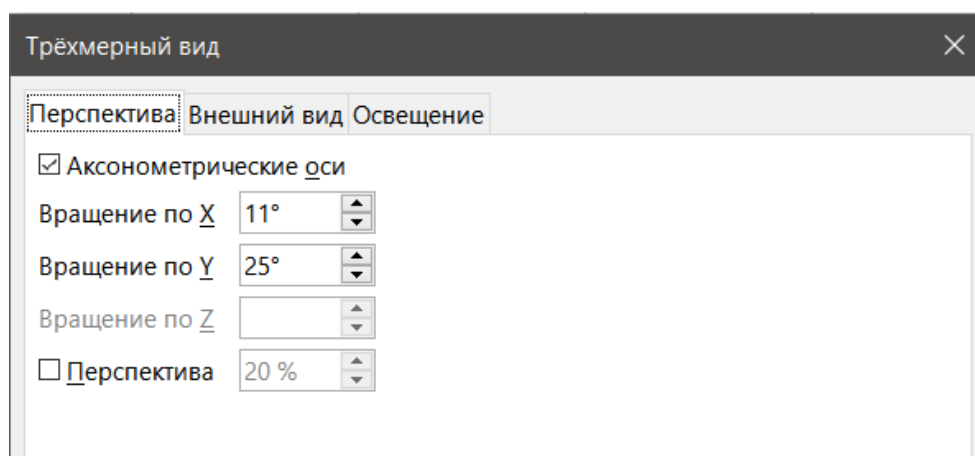 Трёхмерный вид
Перспектива Внешний вид Освещение
Аксонометрические оси
Вращение по X 11°
Вращение по Y 25°
Вращение по Z
Перспектива 20 %